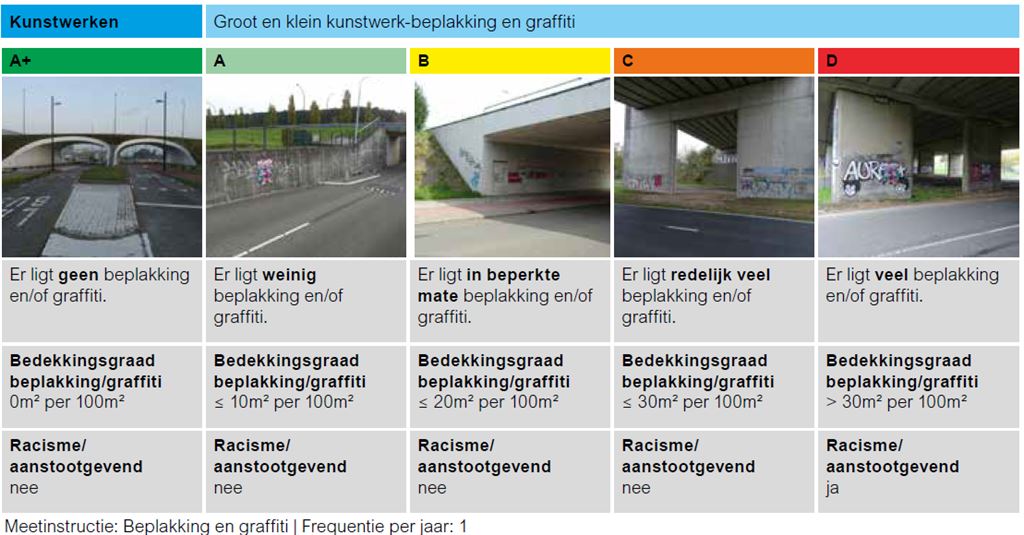 Kunstwerken
Groot en klein kunstwerk-beplakking en graffiti
A+
A
B
C
D
AUR
Er ligt geen beplakking
en/of graffiti.
Er ligt weinig
beplakking en/of
graffiti.
Er ligt in beperkte
mate beplakking en/of
graffiti.
Er ligt redelijk veel
beplakking en/of
graffiti.
Er ligt veel beplakking
en/of graffiti.
Bedekkingsgraad
beplakking/graffiti
0m² per 100m²
Bedekkingsgraad
beplakking/graffiti
≤ 10m² per 100m²
Bedekkingsgraad
beplakking/graffiti
≤ 20m² per 100m²
Bedekkingsgraad
beplakking/graffiti
≤ 30m² per 100m²
Bedekkingsgraad
beplakking/graffiti
> 30m² per 100m²
Racisme/
aanstootgevend
nee
Racisme/
aanstootgevend
nee
Racisme/
aanstootgevend
nee
Racisme/
aanstootgevend
nee
Racisme/
aanstootgevend
ja
Meetinstructie: Beplakking en graffiti | Frequentie per jaar: 1